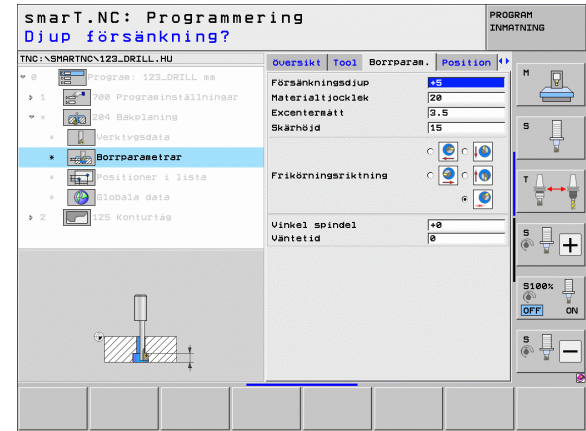 smarT.NC: Programmering
Djup försänkning?
PROGRAM
INMATNING
TNC:\SMARTNC\123_DRILL.HU
0 Program: 123_DRILL mm
1 700 Programinställningar
* 204 Bakplaning
* Verktygsdata
* Borrparametrar
* Positioner i lista
* Globala data
2 125 Konturtåg
Översikt Tool Borrparam. Position
Försänkningsdjup +5
Materialtjocklek 20
Excentermått 3.5
Skärhöjd 15
Frikörningsriktning
Vinkel spindel +0
Väntetid 0
M
S
T
S
S100%
OFF ON
S